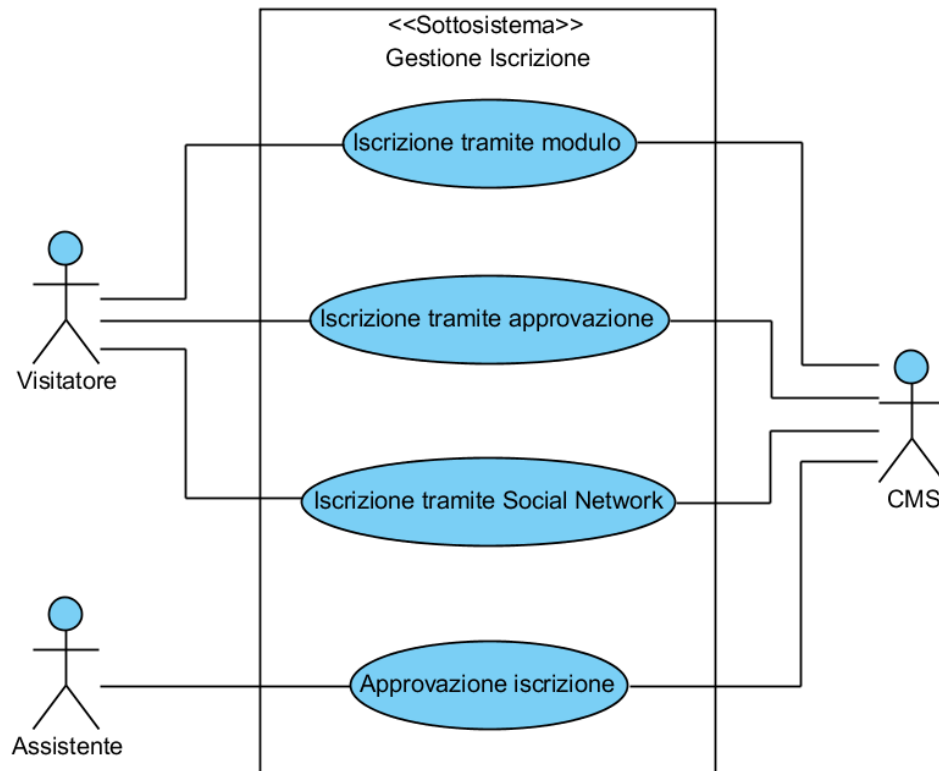 <<Sottosistema>>
Gestione Iscrizione
Iscrizione tramite modulo
Iscrizione tramite approvazione
Visitatore
Iscrizione tramite Social Network
CMS
Approvazione iscrizione
Assistente